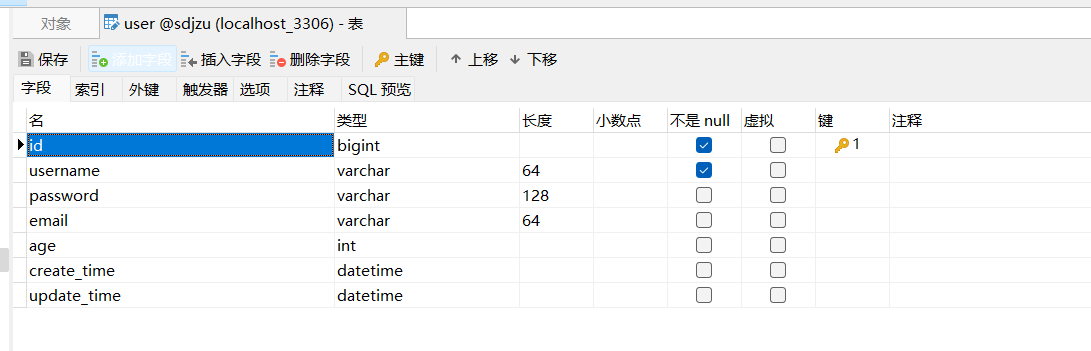 对象 user @sdjzu (localhost_3306) - 表
保存 添加字段 插入字段 删除字段 主键 上移 下移
字段 索引 外键 触发器 选项 注释 SQL 预览
名 类型 长度 小数点 不是 null 虚拟 键 注释
id bigint 1
username varchar 64
password varchar 128
email varchar 64
age int
create_time datetime
update_time datetime